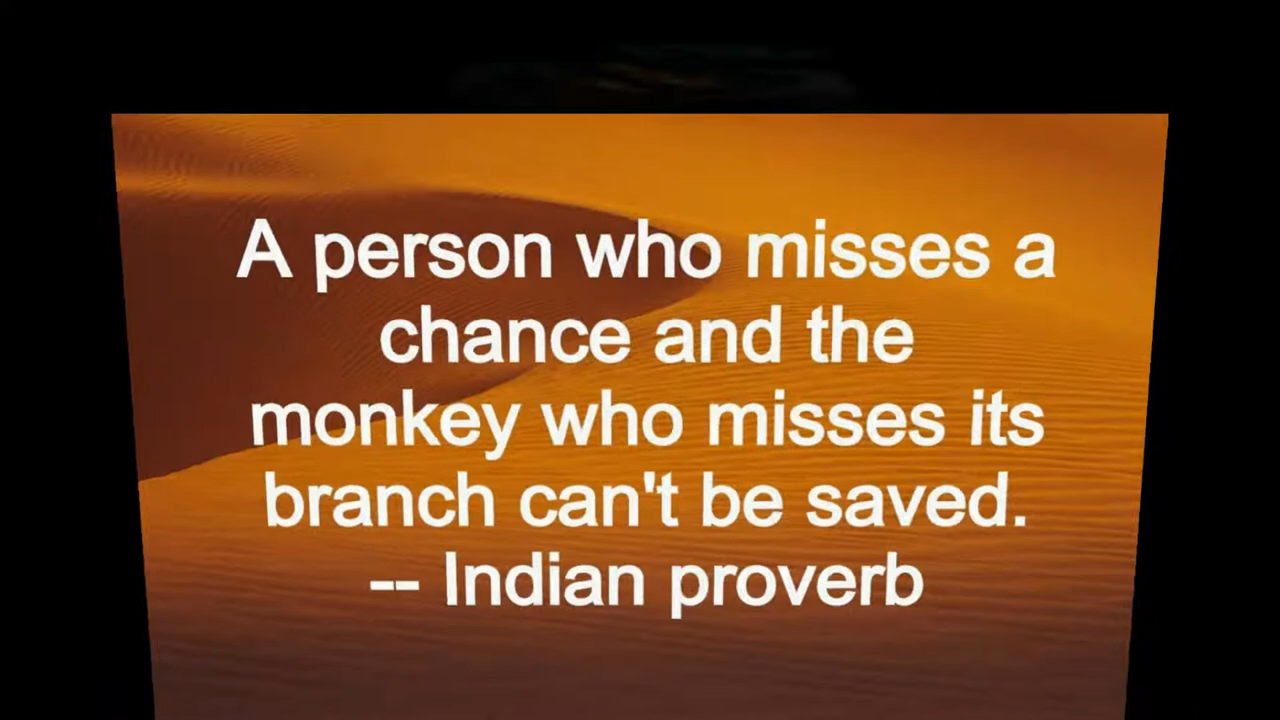 A person who misses a
chance and the
monkey who misses its
branch can't be saved.
-- Indian proverb